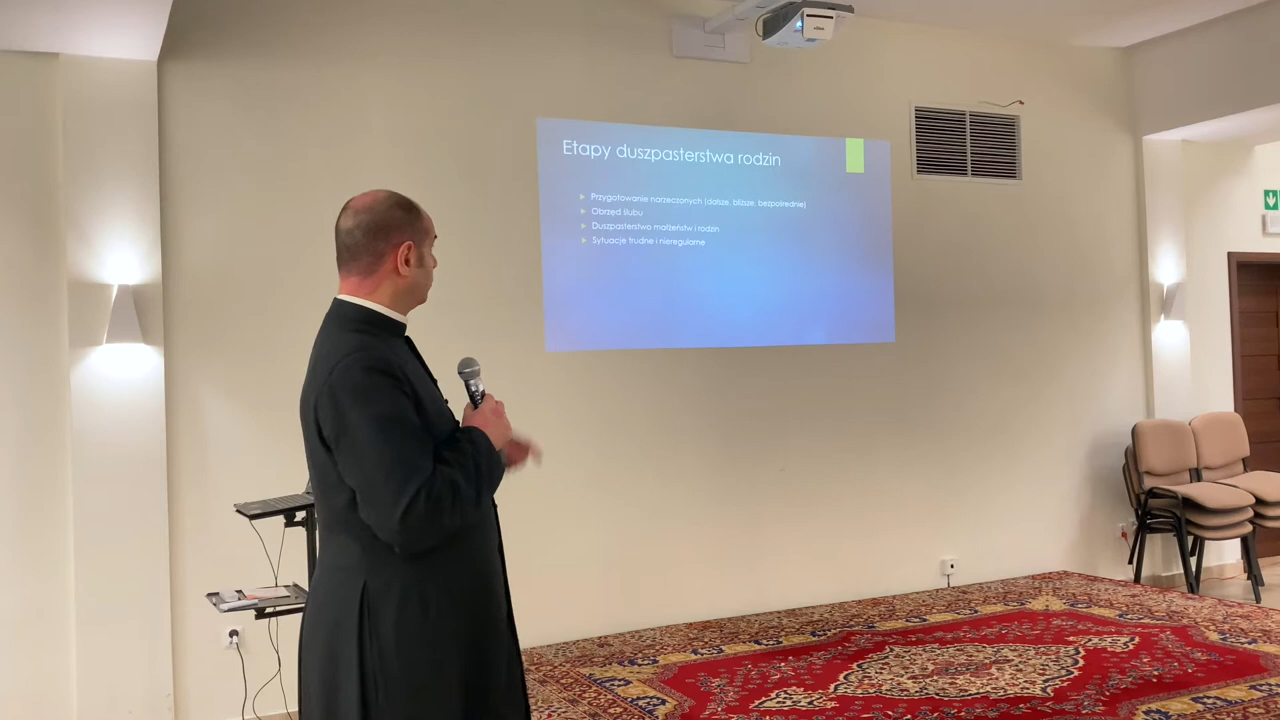 Etapy duszpasterstwa rodzin
Przygotowanie narzeczonych (dalsze, bliższe, bezpośrednie)
Obrzęd ślubu
Duszpasterstwa małżeństw i rodzin
Sytuacje trudne i nieregularne